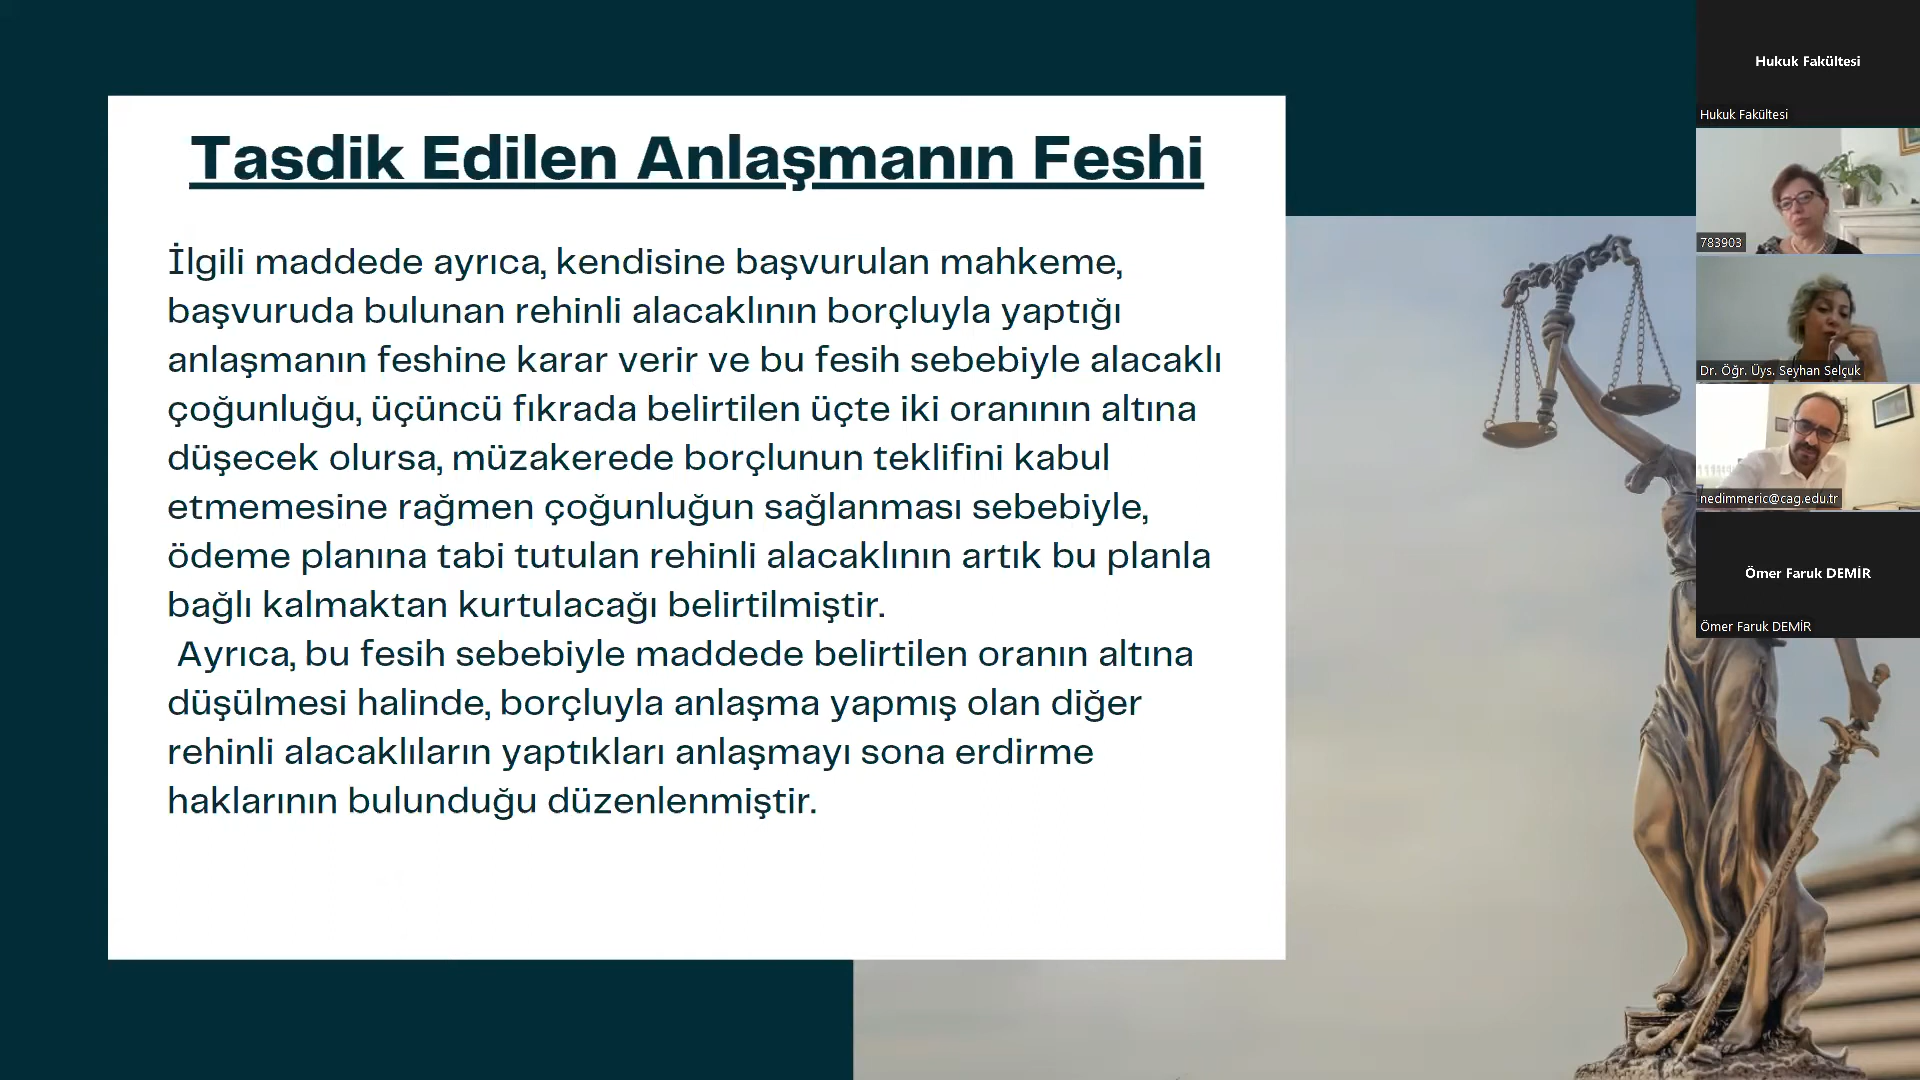 Tasdik Edilen Anlaşmanın Feshi
İlgili maddede ayrıca, kendisine başvurulan mahkeme,
başvuruda bulunan rehinli alacaklının borçluyla yaptığı
anlaşmanın feshine karar verir ve bu fesih sebebiyle alacaklı
çoğunluğu, üçüncü fıkrada belirtilen üçte iki oranının altına
düşecek olursa, müzakerede borçlunun teklifini kabul
etmemesine rağmen çoğunluğun sağlanması sebebiyle,
ödeme planına tabi tutulan rehinli alacaklının artık bu planla
bağlı kalmaktan kurtulacağı belirtilmiştir.
Ayrıca, bu fesih sebebiyle maddede belirtilen oranın altına
düşülmesi halinde, borçluyla anlaşma yapmış olan diğer
rehinli alacaklıların yaptıkları anlaşmayı sona erdirme
haklarının bulunduğu düzenlenmiştir.
Hukuk Fakültesi
Hukuk Fakültesi
783903
Dr. Öğr. Üys. Seyhan Selçuk
nedimmeric@cag.edu.tr
Ömer Faruk DEMİR
Ömer Faruk DEMİR